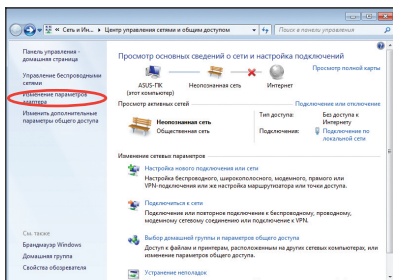 « Сеть и Ин... ▸ Центр управления сетями и общим доступом
Поиск в панели управления
Панель управления -
домашняя страница
Управление беспроводными
сетями
Изменение параметров
адаптера
Изменить дополнительные
параметры общего доступа
См. также
Брандмауэр Windows
Домашняя группа
Свойства обозревателя
Просмотр основных сведений о сети и настройка подключений
Просмотр полной карты
ASUS-ПК
(этот компьютер)
Неопознанная сеть
Интернет
Просмотр активных сетей
Подключение или отключение
Неопознанная сеть
Общественная сеть
Тип доступа: Без доступа к
Интернету
Подключения: Подключение по
локальной сети
Изменение сетевых параметров
Настройка нового подключения или сети
Настройка беспроводного, широкополосного, модемного, прямого или
VPN-подключения или же настройка маршрутизатора или точки доступа.
Подключиться к сети
Подключение или повторное подключение к беспроводному, проводному,
модемному сетевому соединению или подключение к VPN.
Выбор домашней группы и параметров общего доступа
Доступ к файлам и принтерам, расположенным на других сетевых компьютерах, или
изменение параметров общего доступа.
Устранение неполадок